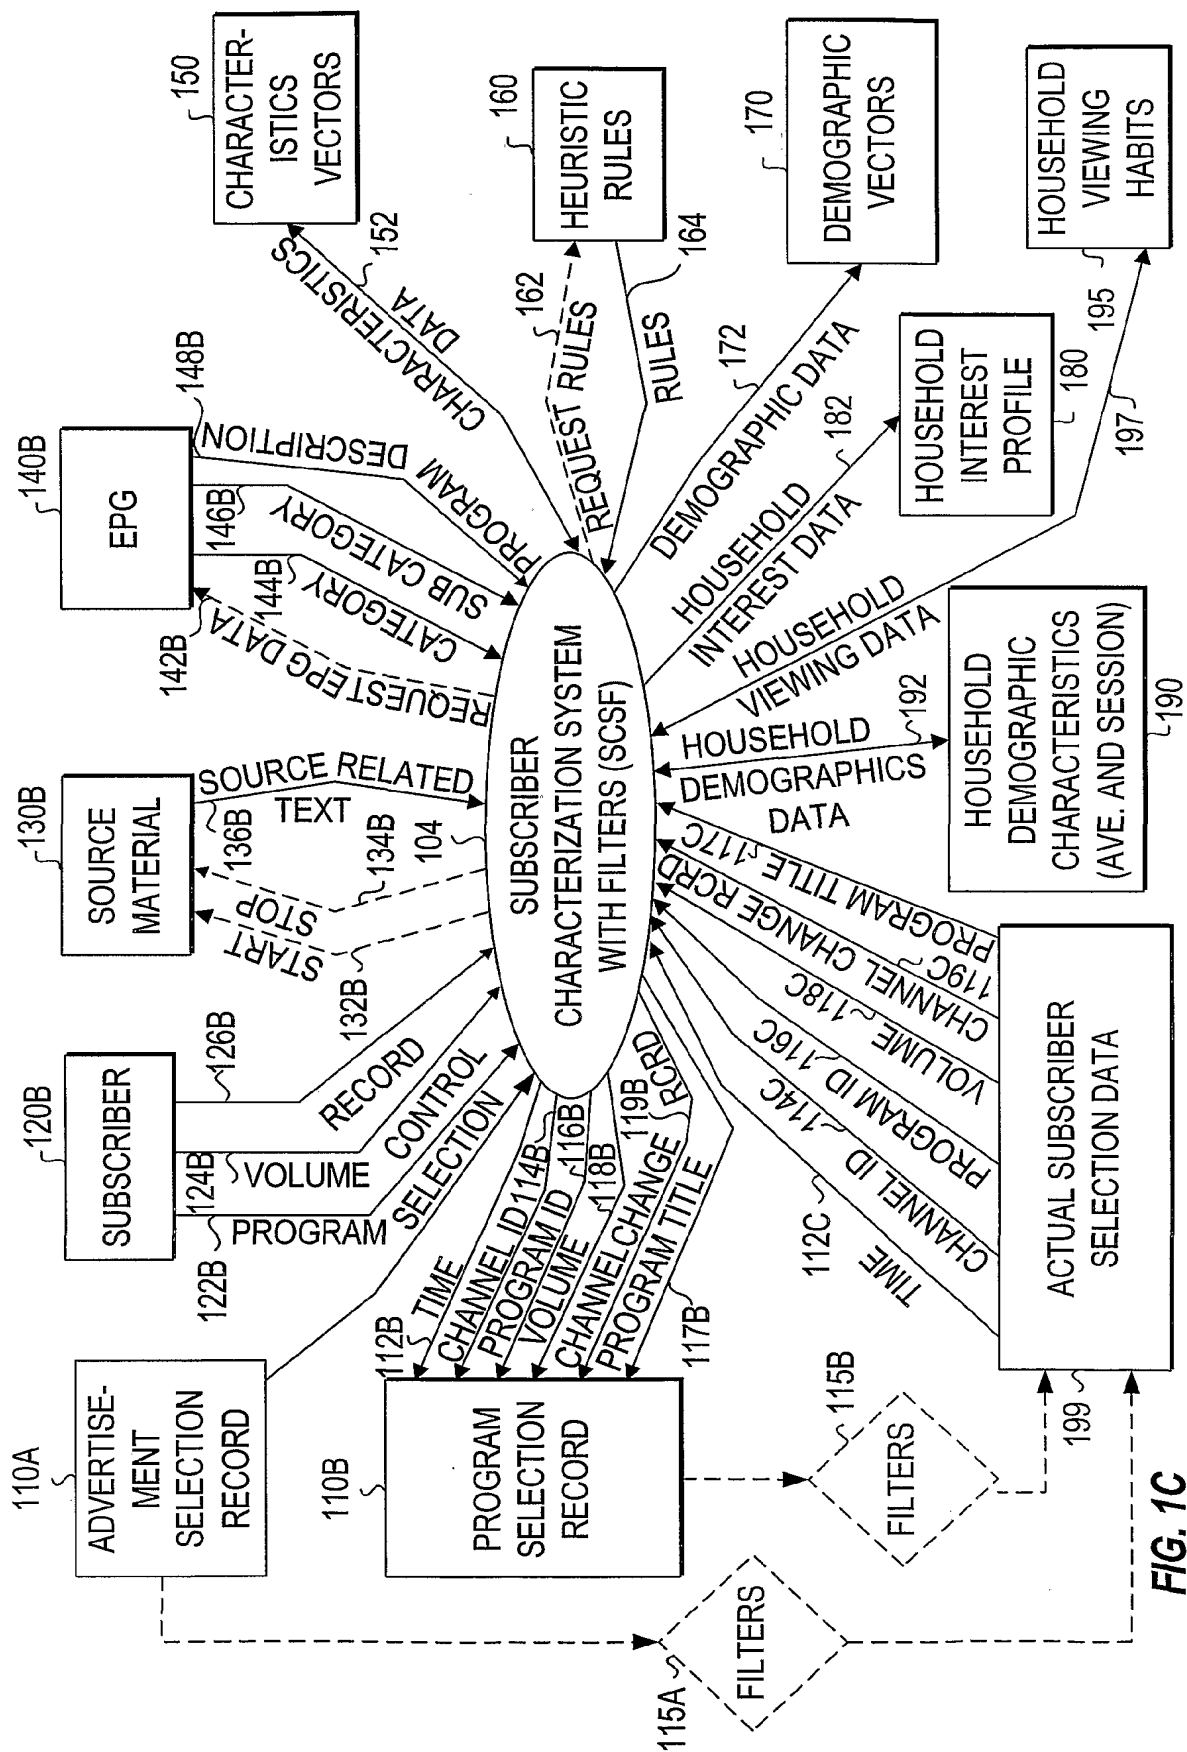 110A
ADVERTISE-
MENT
SELECTION
RECORD
120B
SUBSCRIBER
122B
PROGRAM
SELECTION
124B
VOLUME
CONTROL
126B
RECORD
130B
SOURCE
MATERIAL
132B
START
STOP
134B
136B
SOURCE RELATED
TEXT
140B
EPG
142B
REQUEST EPG DATA
144B
CATEGORY
146B
SUB CATEGORY
148B
PROGRAM DESCRIPTION
150
CHARACTER-
ISTICS
VECTORS
152
CHARACTERISTICS
DATA
160
HEURISTIC
RULES
162
REQUEST RULES
164
RULES
170
DEMOGRAPHIC
VECTORS
172
DEMOGRAPHIC DATA
104
SUBSCRIBER
CHARACTERIZATION SYSTEM
WITH FILTERS (SCSF)
110B
PROGRAM
SELECTION
RECORD
112B
TIME
CHANNEL ID 114B
PROGRAM ID 116B
VOLUME 118B
CHANNELCHANGE RCRD
119B
PROGRAM TITLE
117B
182
HOUSEHOLD
INTEREST DATA
HOUSEHOLD
INTEREST
PROFILE
180
HOUSEHOLD
VIEWING DATA
197
195
HOUSEHOLD
VIEWING
HABITS
192
HOUSEHOLD
DEMOGRAPHICS
DATA
HOUSEHOLD
DEMOGRAPHIC
CHARACTERISTICS
(AVE. AND SESSION)
190
PROGRAM TITLE 117C
CHANNEL CHANGE RCRD
119C
VOLUME 118C
PROGRAM ID 116C
CHANNEL ID 114C
TIME
112C
ACTUAL SUBSCRIBER
SELECTION DATA
199
115A
FILTERS
115B
FILTERS
FIG. 1C